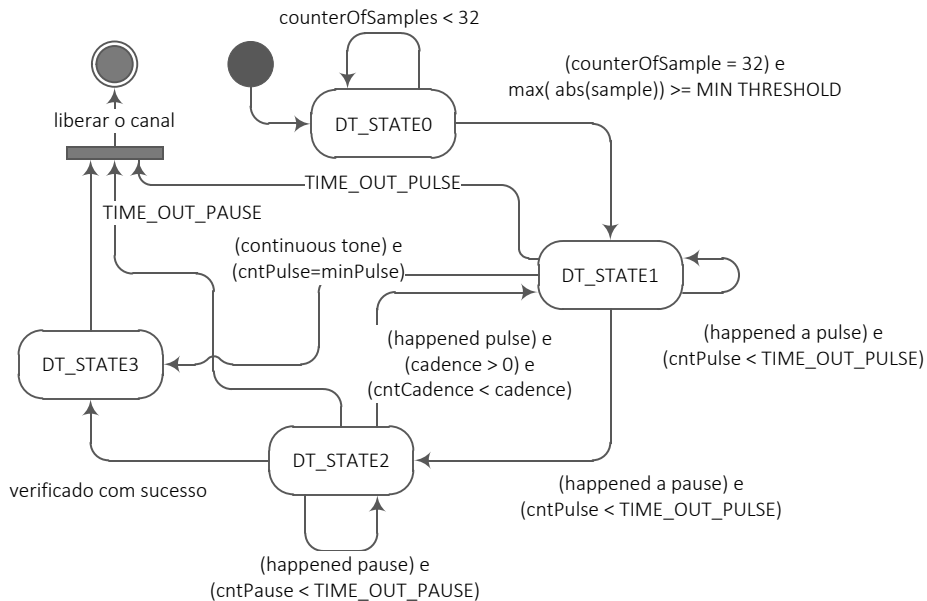 counterOfSamples < 32
(counterOfSample = 32) e
max( abs(sample)) >= MIN THRESHOLD
liberar o canal
DT_STATE0
TIME_OUT_PULSE
TIME_OUT_PAUSE
(continuous tone) e
(cntPulse=minPulse)
DT_STATE1
(happened a pulse) e
(cntPulse < TIME_OUT_PULSE)
(happened pulse) e
(cadence > 0) e
(cntCadence < cadence)
DT_STATE3
DT_STATE2
verificado com sucesso
(happened a pause) e
(cntPulse < TIME_OUT_PULSE)
(happened pause) e
(cntPause < TIME_OUT_PAUSE)